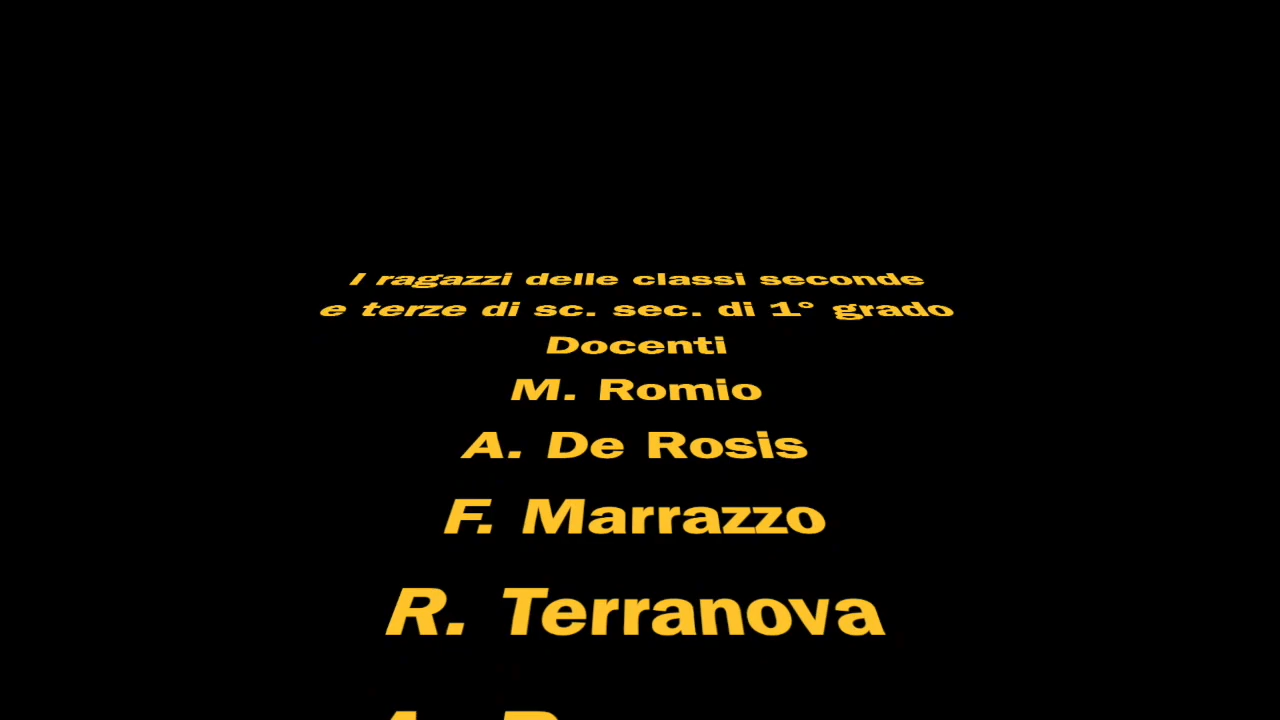 I ragazzi delle classi seconde
e terze di sc. sec. di 1° grado
Docenti
M. Romio
A. De Rosis
F. Marrazzo
R. Terranova